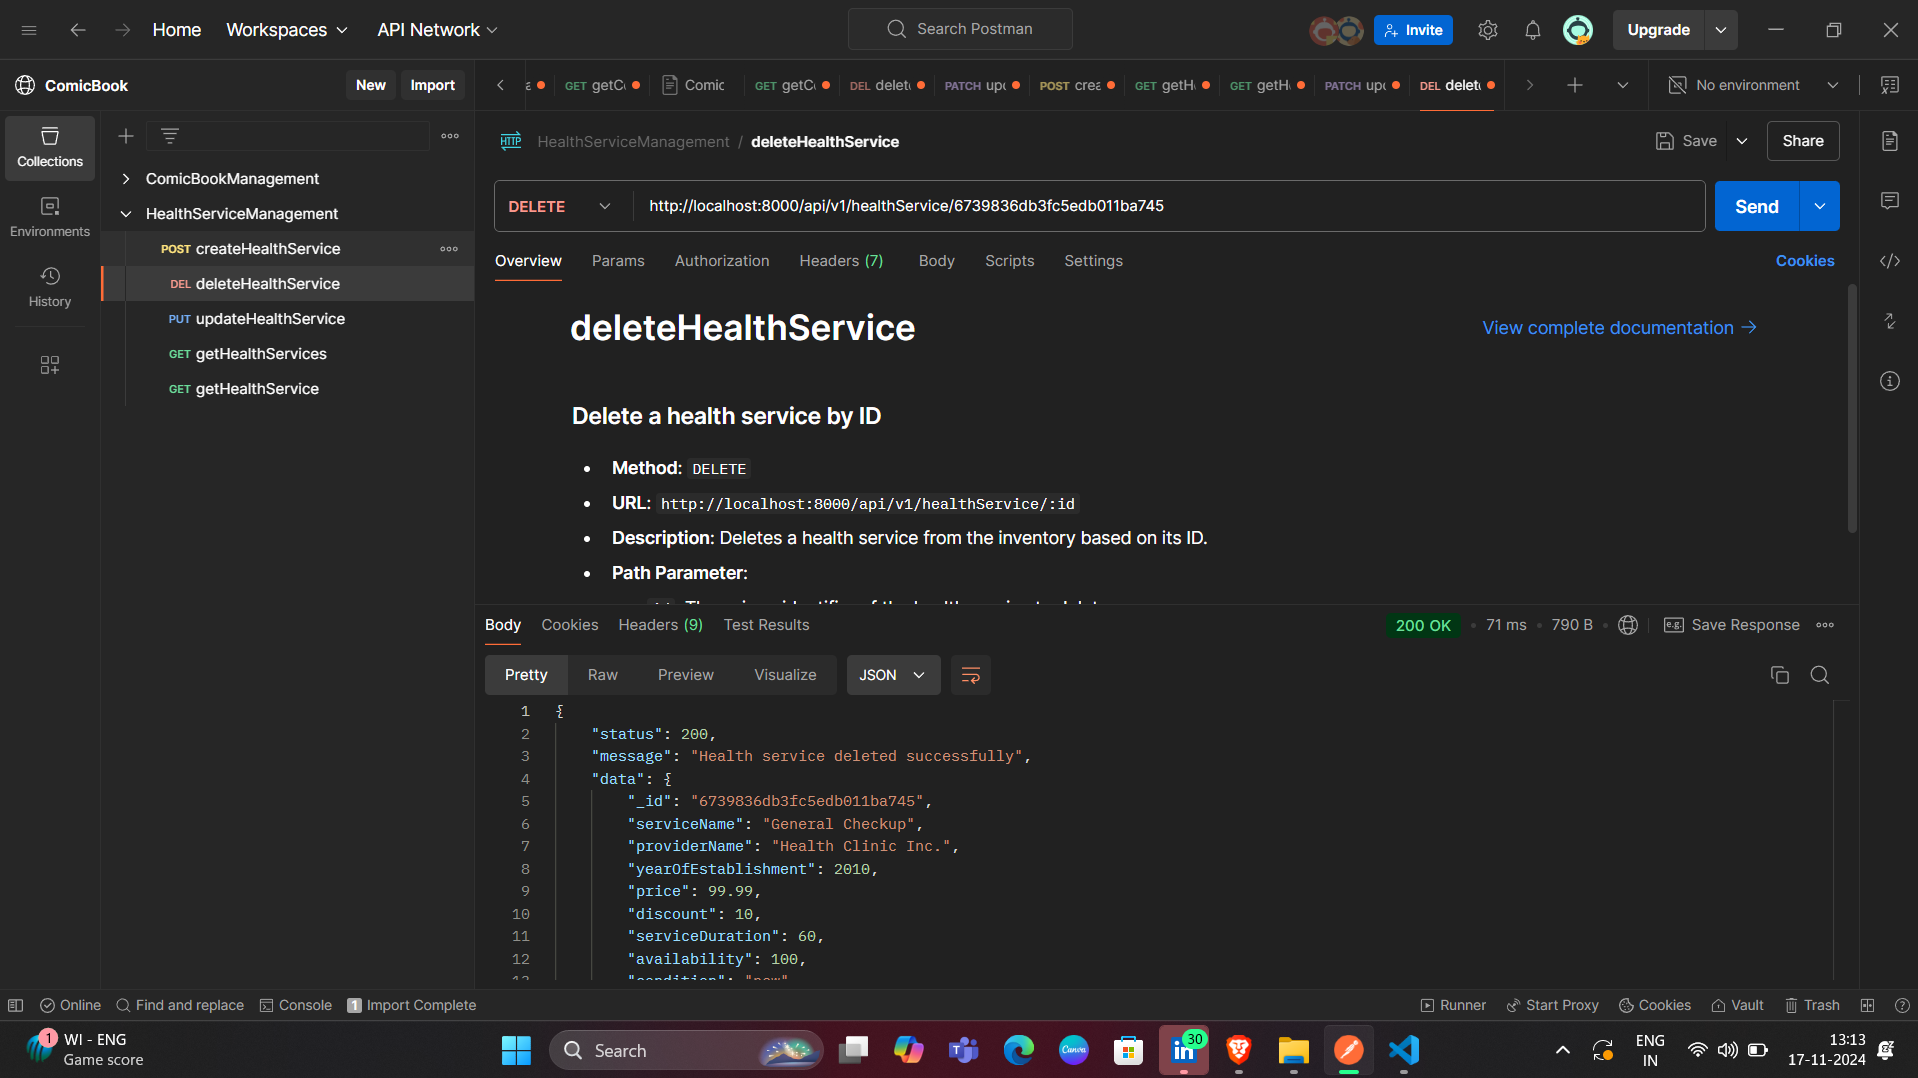 Home
Workspaces
API Network
Search Postman
Invite
Upgrade
ComicBook
New
Import
GET getC
Comic
GET getC
DEL delet
PATCH up
POST crea
GET getH
GET getH
PATCH up
DEL delet
No environment
Collections
Environments
History
ComicBookManagement
HealthServiceManagement
POST createHealthService
DEL deleteHealthService
PUT updateHealthService
GET getHealthServices
GET getHealthService
HTTP
HealthServiceManagement / deleteHealthService
Save
Share
DELETE
http://localhost:8000/api/v1/healthService/6739836db3fc5edb011ba745
Send
Overview
Params
Authorization
Headers (7)
Body
Scripts
Settings
Cookies
deleteHealthService
View complete documentation →
Delete a health service by ID
• Method: DELETE
• URL: http://localhost:8000/api/v1/healthService/:id
• Description: Deletes a health service from the inventory based on its ID.
• Path Parameter:
Body
Cookies
Headers (9)
Test Results
200 OK
71 ms
790 B
e.g.
Save Response
Pretty
Raw
Preview
Visualize
JSON
1 {
2 "status": 200,
3 "message": "Health service deleted successfully",
4 "data": {
5 "_id": "6739836db3fc5edb011ba745",
6 "serviceName": "General Checkup",
7 "providerName": "Health Clinic Inc.",
8 "yearOfEstablishment": 2010,
9 "price": 99.99,
10 "discount": 10,
11 "serviceDuration": 60,
12 "availability": 100,
Online
Find and replace
Console
1 Import Complete
Runner
Start Proxy
Cookies
Vault
Trash
1
WI - ENG
Game score
Search
Canva
30
in
ENG
IN
13:13
17-11-2024